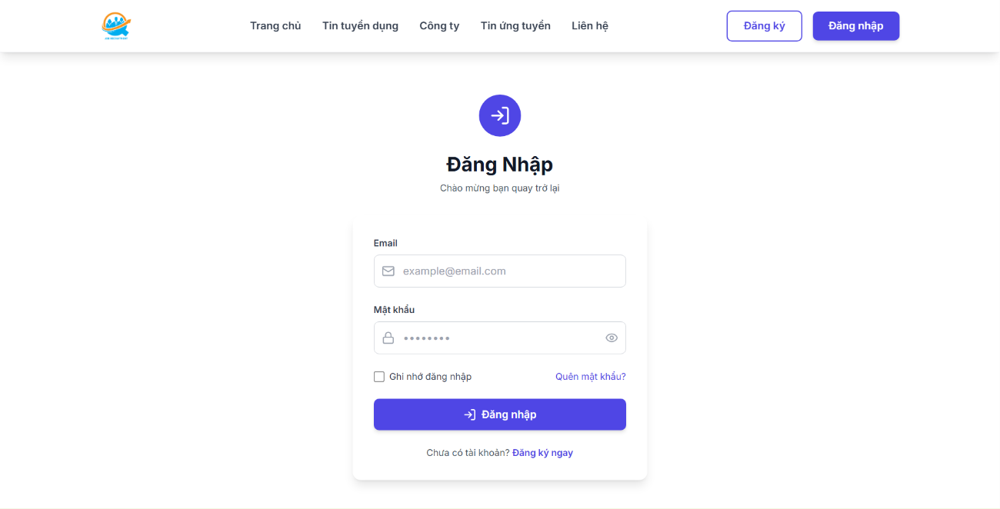 Trang chủ Tin tuyển dụng Công ty Tin ứng tuyển Liên hệ Đăng ký Đăng nhập
Đăng Nhập
Chào mừng bạn quay trở lại
Email
example@email.com
Mật khẩu
••••••••
Ghi nhớ đăng nhập Quên mật khẩu?
Đăng nhập
Chưa có tài khoản? Đăng ký ngay